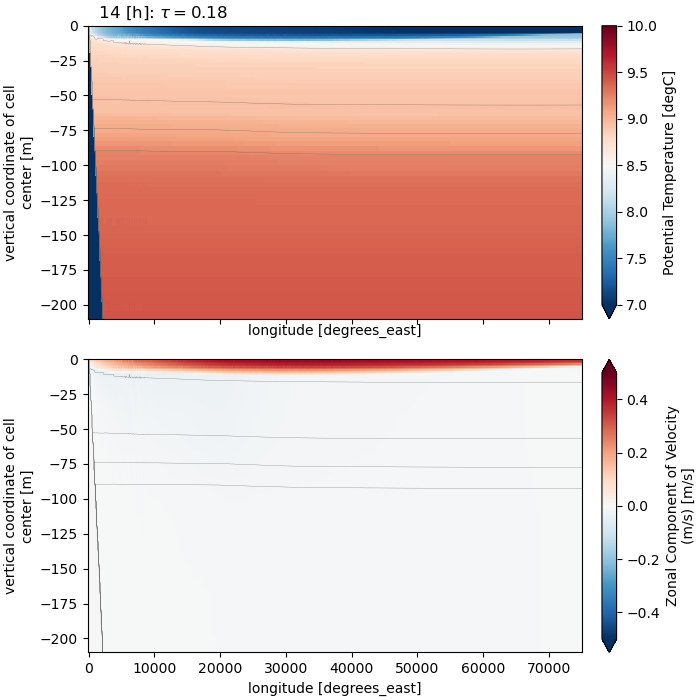 14 [h]: τ = 0.18
0
−25
−50
−75
−100
−125
−150
−175
−200
vertical coordinate of cell
center [m]
longitude [degrees_east]
10.0
9.5
9.0
8.5
8.0
7.5
7.0
Potential Temperature [degC]
0
−25
−50
−75
−100
−125
−150
−175
−200
vertical coordinate of cell
center [m]
0 10000 20000 30000 40000 50000 60000 70000
longitude [degrees_east]
0.4
0.2
0.0
−0.2
−0.4
Zonal Component of Velocity
(m/s) [m/s]